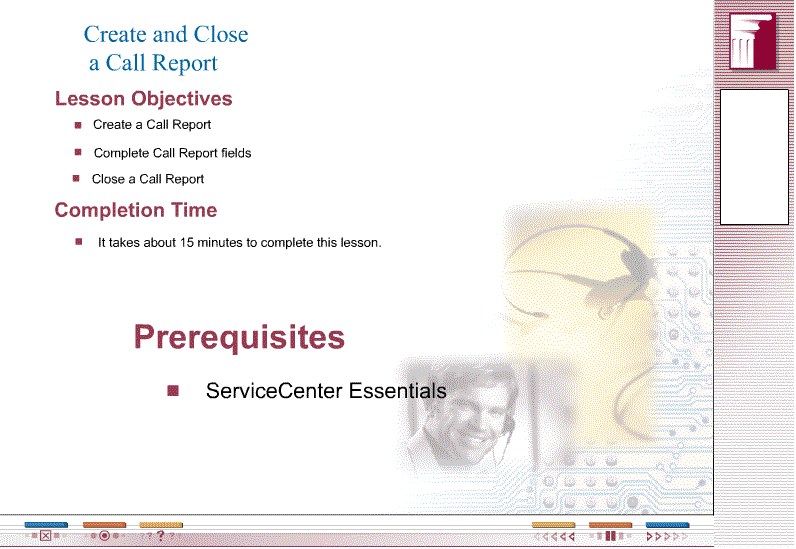 Create and Close
a Call Report
Lesson Objectives
Create a Call Report
Complete Call Report fields
Close a Call Report
Completion Time
It takes about 15 minutes to complete this lesson.
Prerequisites
ServiceCenter Essentials